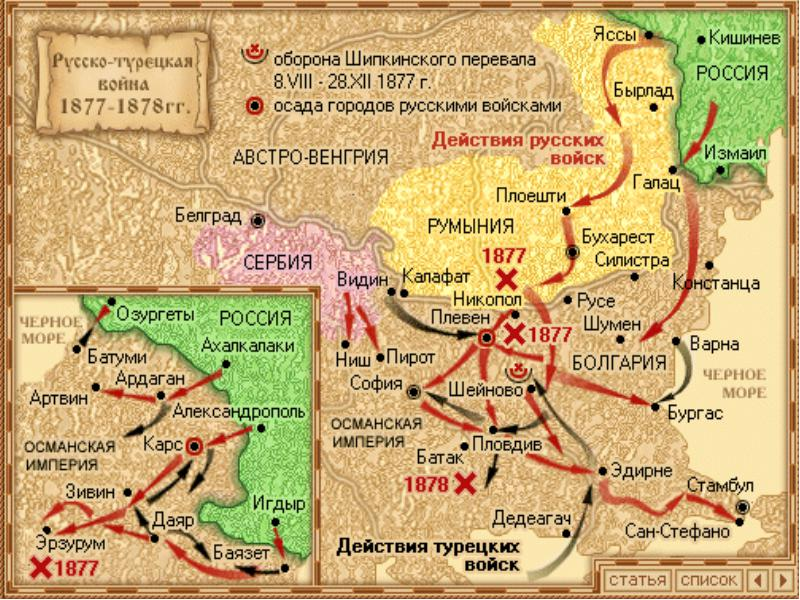 Русско-турецкая
война
1877-1878гг.
оборона Шипкинского перевала
8.VIII - 28.XII 1877 г.
осада городов русскими войсками
Яссы
Кишинев
РОССИЯ
Бырлад
Действия русских
войск
АВСТРО-ВЕНГРИЯ
Измаил
Галац
Плоешти
Белград
РУМЫНИЯ
СЕРБИЯ
Бухарест
1877
Силистра
Видин
Калафат
Констанца
Никопол
Русе
Плевен
1877
Шумен
Варна
Ниш
Пирот
БОЛГАРИЯ
ЧЕРНОЕ
МОРЕ
София
Шейново
Бургас
ОСМАНСКАЯ
ИМПЕРИЯ
Пловдив
Батак
1878
Эдирне
Стамбул
Дедеагач
Сан-Стефано
Действия турецких
войск
Озургеты
РОССИЯ
ЧЕРНОЕ
МОРЕ
Батуми
Ахалкалаки
Ардаган
Артвин
Александрополь
ОСМАНСКАЯ
ИМПЕРИЯ
Карс
Зивин
Игдыр
Даяр
Эрзурум
Баязет
1877
статья
список